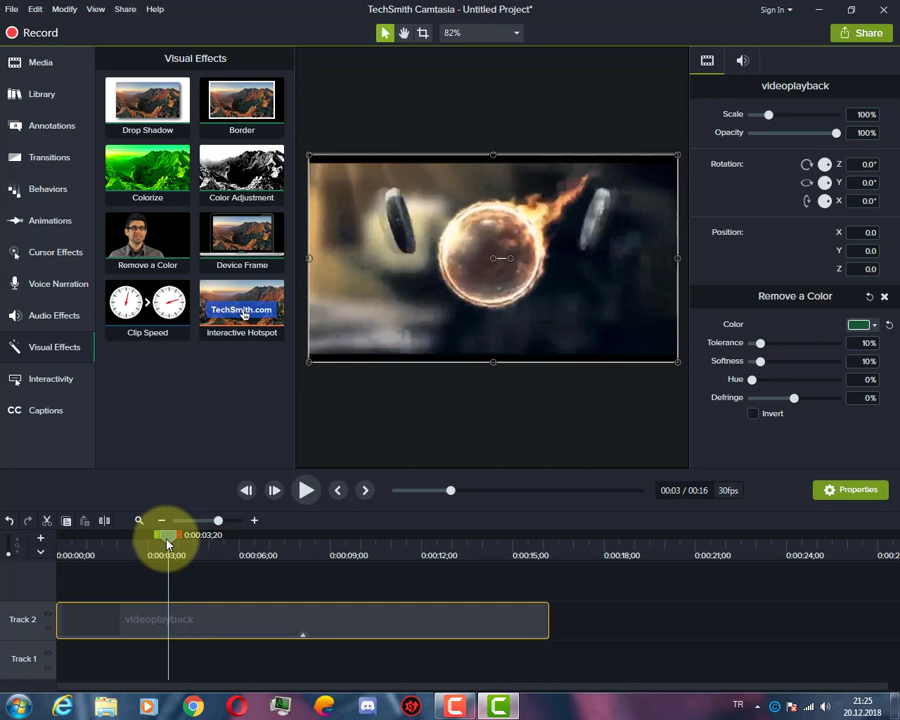 File Edit Modify View Share Help
TechSmith Camtasia - Untitled Project*
Sign In
Record
82%
Share
Media
Library
Annotations
Transitions
Behaviors
Animations
Cursor Effects
Voice Narration
Audio Effects
Visual Effects
Interactivity
CC Captions
Visual Effects
Drop Shadow
Border
Colorize
Color Adjustment
Remove a Color
Device Frame
Clip Speed
TechSmith.com
Interactive Hotspot
videoplayback
Scale 100%
Opacity 100%
Rotation: Z 0.0°
Y 0.0°
X 0.0°
Position: X 0.0
Y 0.0
Z 0.0
Remove a Color
Color
Tolerance 10%
Softness 10%
Hue 0%
Defringe 0%
Invert
00:03 / 00:16 30fps
Properties
0:00:03;20
0:00:00;00 0:00:03;00 0:00:06;00 0:00:09;00 0:00:12;00 0:00:15;00 0:00:18;00 0:00:21;00 0:00:24;00 0:00:2
Track 2
videoplayback
Track 1
TR
21:25
20.12.2018